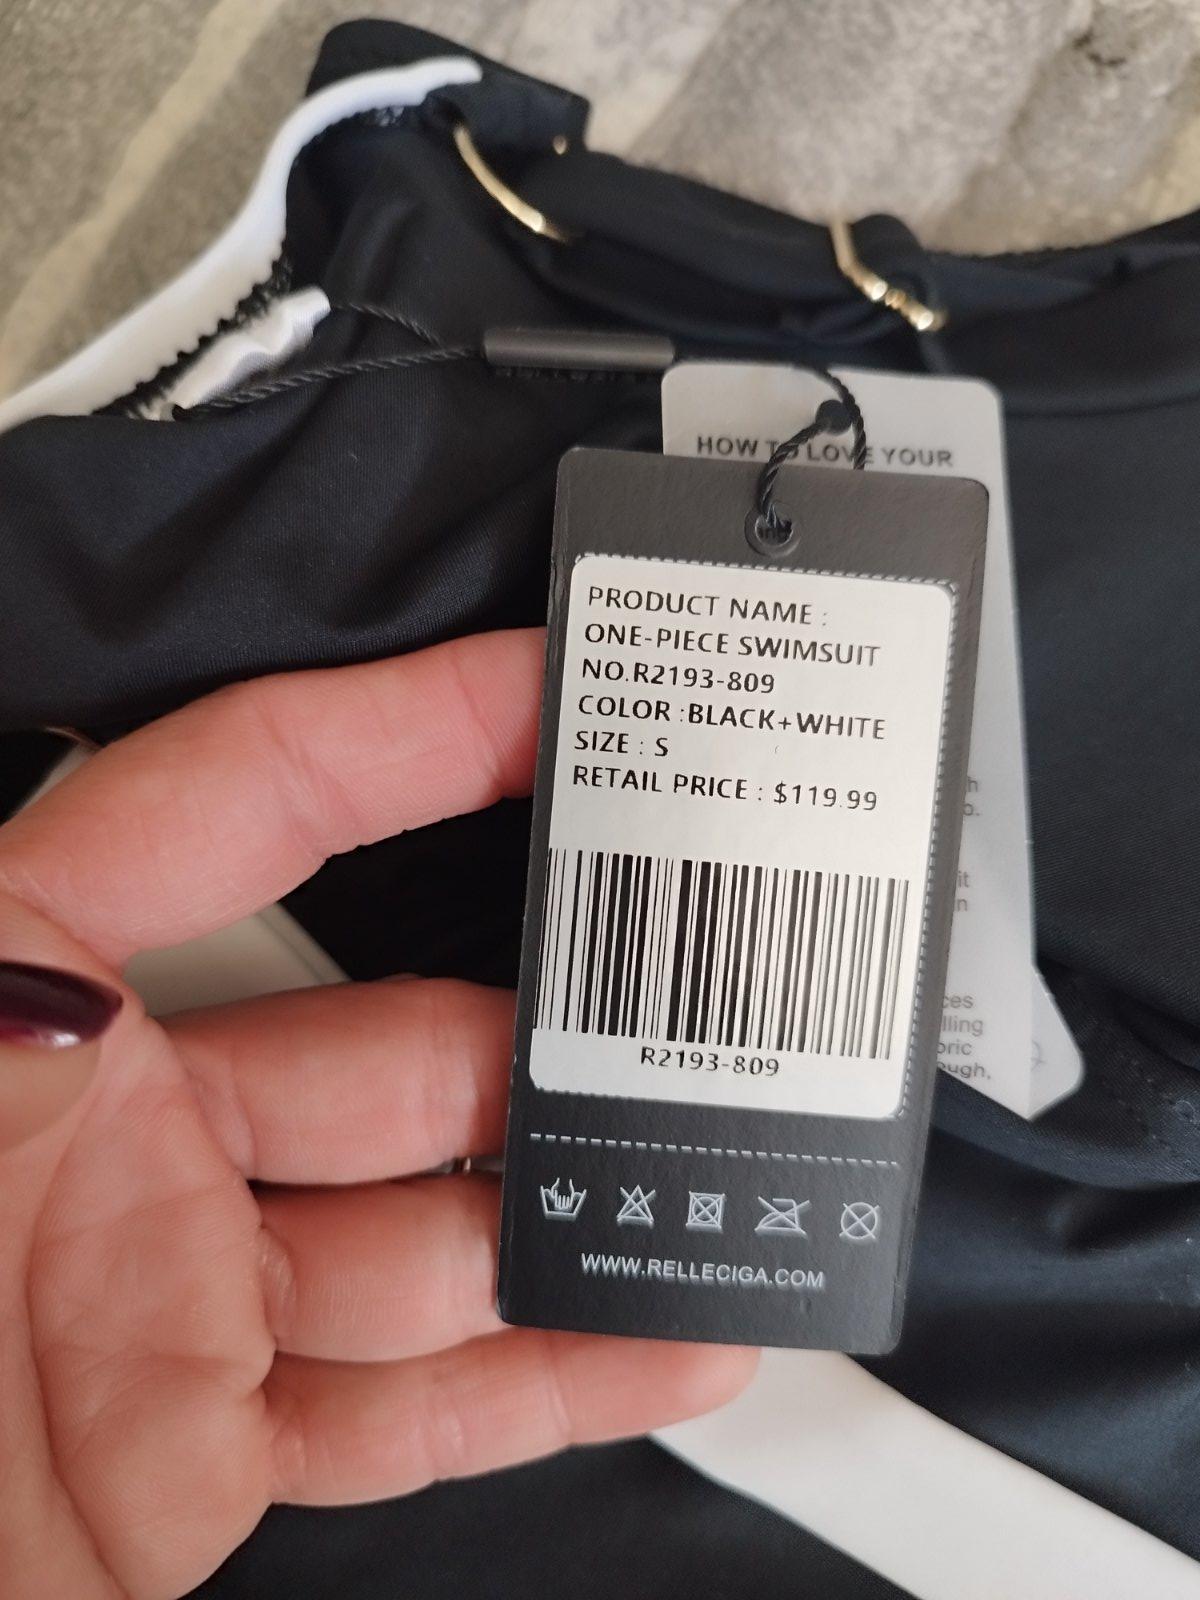 HOW TO LOVE YOUR
PRODUCT NAME :
ONE-PIECE SWIMSUIT
NO.R2193-809
COLOR :BLACK+WHITE
SIZE : S
RETAIL PRICE : $119.99
R2193-809
WWW.RELLECIGA.COM